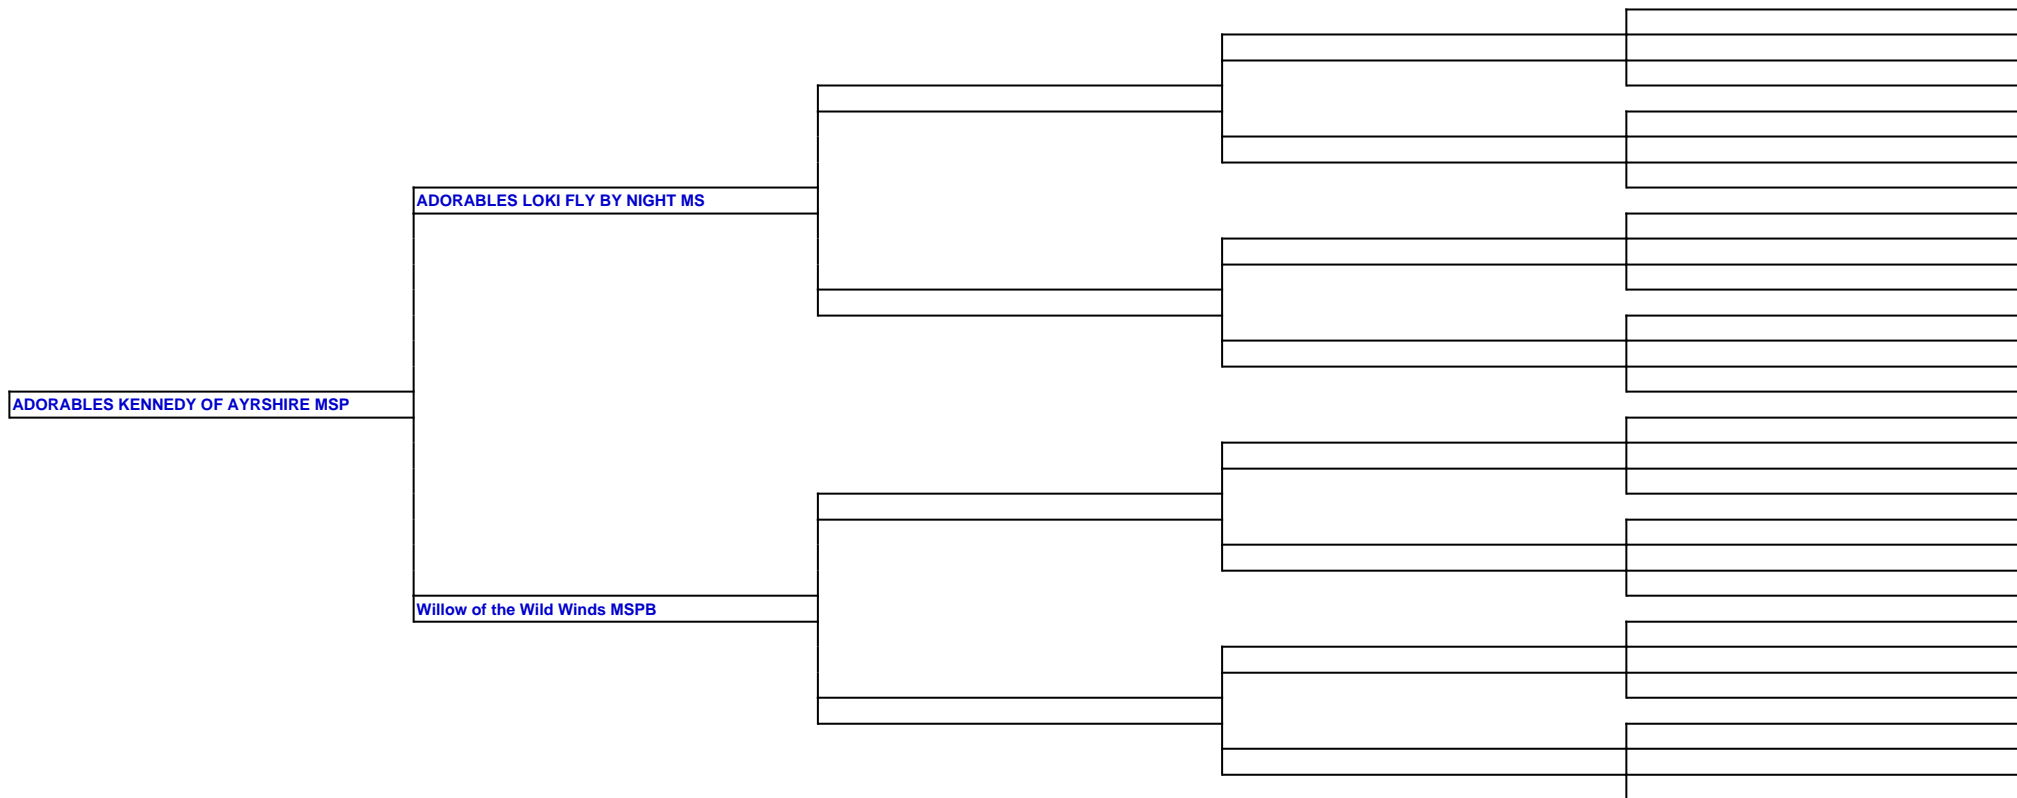 ADORABLES LOKI FLY BY NIGHT MS
ADORABLES KENNEDY OF AYRSHIRE MSP
Willow of the Wild Winds MSPB